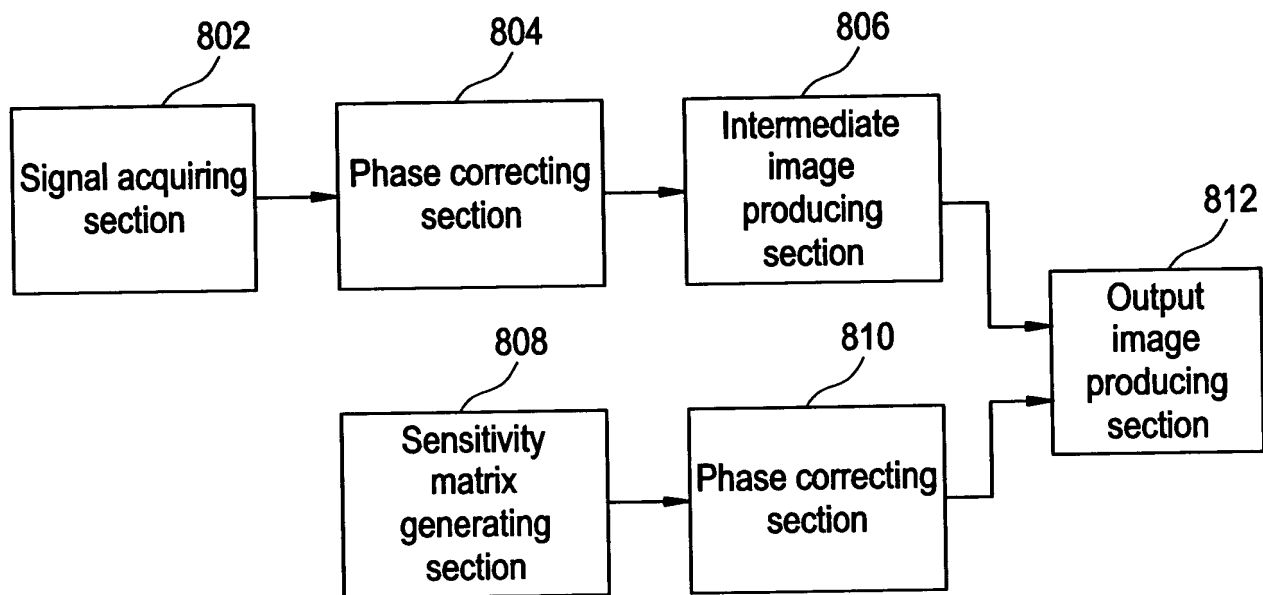 802
Signal acquiring
section
804
Phase correcting
section
806
Intermediate
image
producing
section
808
Sensitivity
matrix
generating
section
810
Phase correcting
section
812
Output
image
producing
section